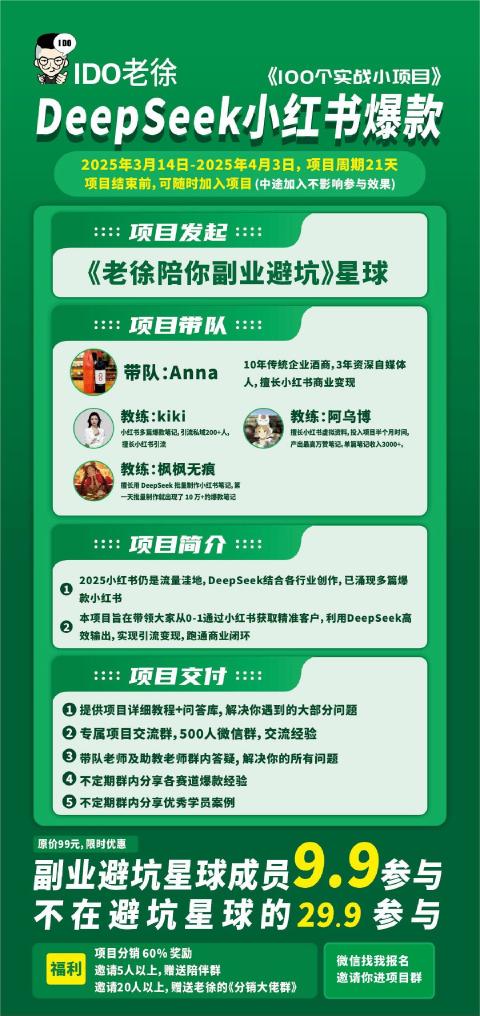 IDO
IDO老徐
《100个实战小项目》
DeepSeek小红书爆款
2025年3月14日-2025年4月3日, 项目周期21天
项目结束前, 可随时加入项目 (中途加入不影响参与效果)
项目发起
《老徐陪你副业避坑》星球
项目带队
带队：Anna
10年传统企业酒商, 3年资深自媒体
人, 擅长小红书商业变现
教练：kiki
小红书多篇爆款笔记, 引流私域200+人,
擅长小红书引流
教练：阿乌博
擅长小红书虚拟资料, 投入项目半个月时间,
产出最高万赞笔记, 单篇笔记收入3000+。
教练：枫枫无痕
擅长用 DeepSeek 批量制作小红书笔记, 第
一天批量制作就出现了 10 万+的爆款笔记
项目简介
1 2025小红书仍是流量洼地, DeepSeek结合各行业创作, 已涌现多篇爆
款小红书
2 本项目旨在带领大家从0-1通过小红书获取精准客户, 利用DeepSeek高
效输出, 实现引流变现, 跑通商业闭环
项目交付
1 提供项目详细教程+问答库, 解决你遇到的大部分问题
2 专属项目交流群, 500人微信群, 交流经验
3 带队老师及助教老师群内答疑, 解决你的所有问题
4 不定期群内分享各赛道爆款经验
5 不定期群内分享优秀学员案例
原价99元, 限时优惠
副业避坑星球成员9.9参与
不在避坑星球的 29.9 参与
福利
项目分销 60% 奖励
邀请5人以上, 赠送陪伴群
邀请20人以上, 赠送老徐的《分销大佬群》
微信找我报名
邀请你进项目群